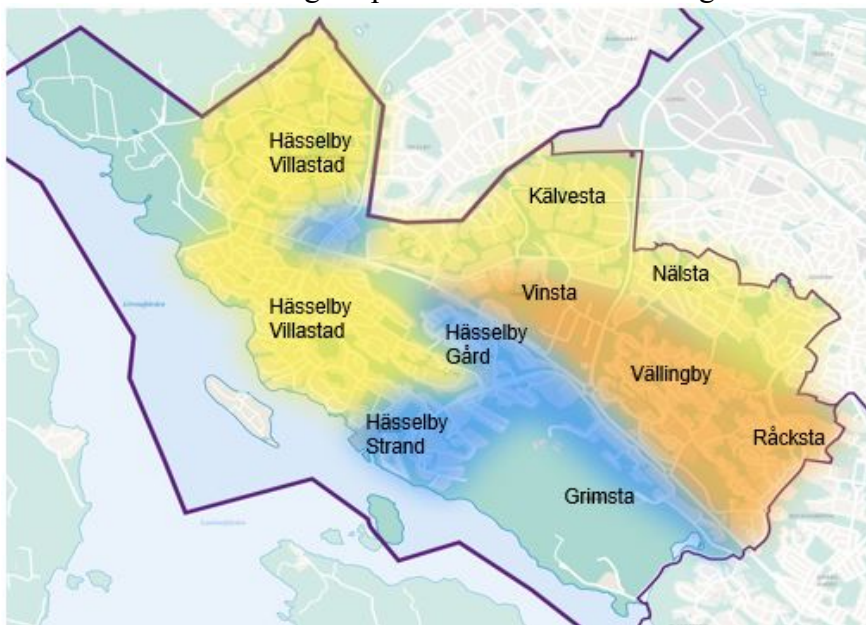 Hässelby
Villastad
Kälvesta
Nälsta
Vinsta
Hässelby
Villastad
Hässelby
Gård
Vällingby
Hässelby
Strand
Råcksta
Grimsta